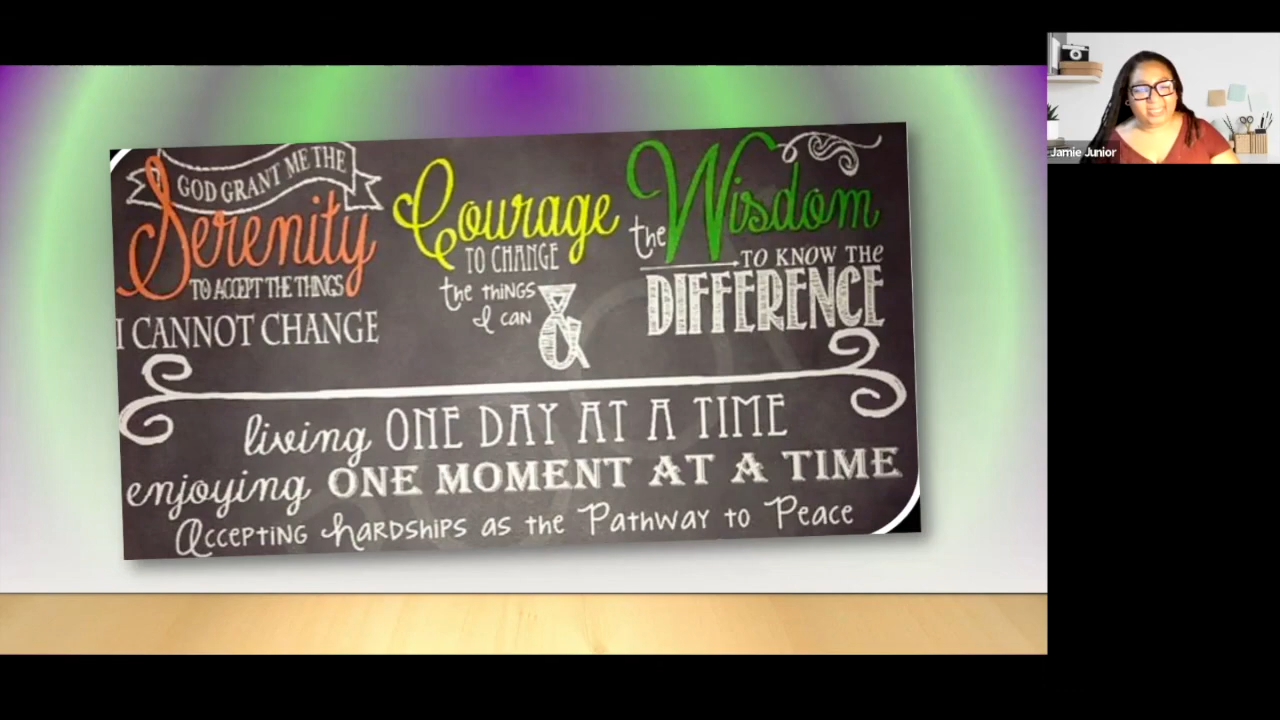 GOD GRANT ME THE
Serenity
TO ACCEPT THE THINGS
I CANNOT CHANGE
Courage
TO CHANGE
the THINGS
I CAN
&
the Wisdom
TO KNOW THE
DIFFERENCE
living ONE DAY AT A TIME
enjoying ONE MOMENT AT A TIME
Accepting hardships as the Pathway to Peace
Jamie Junior